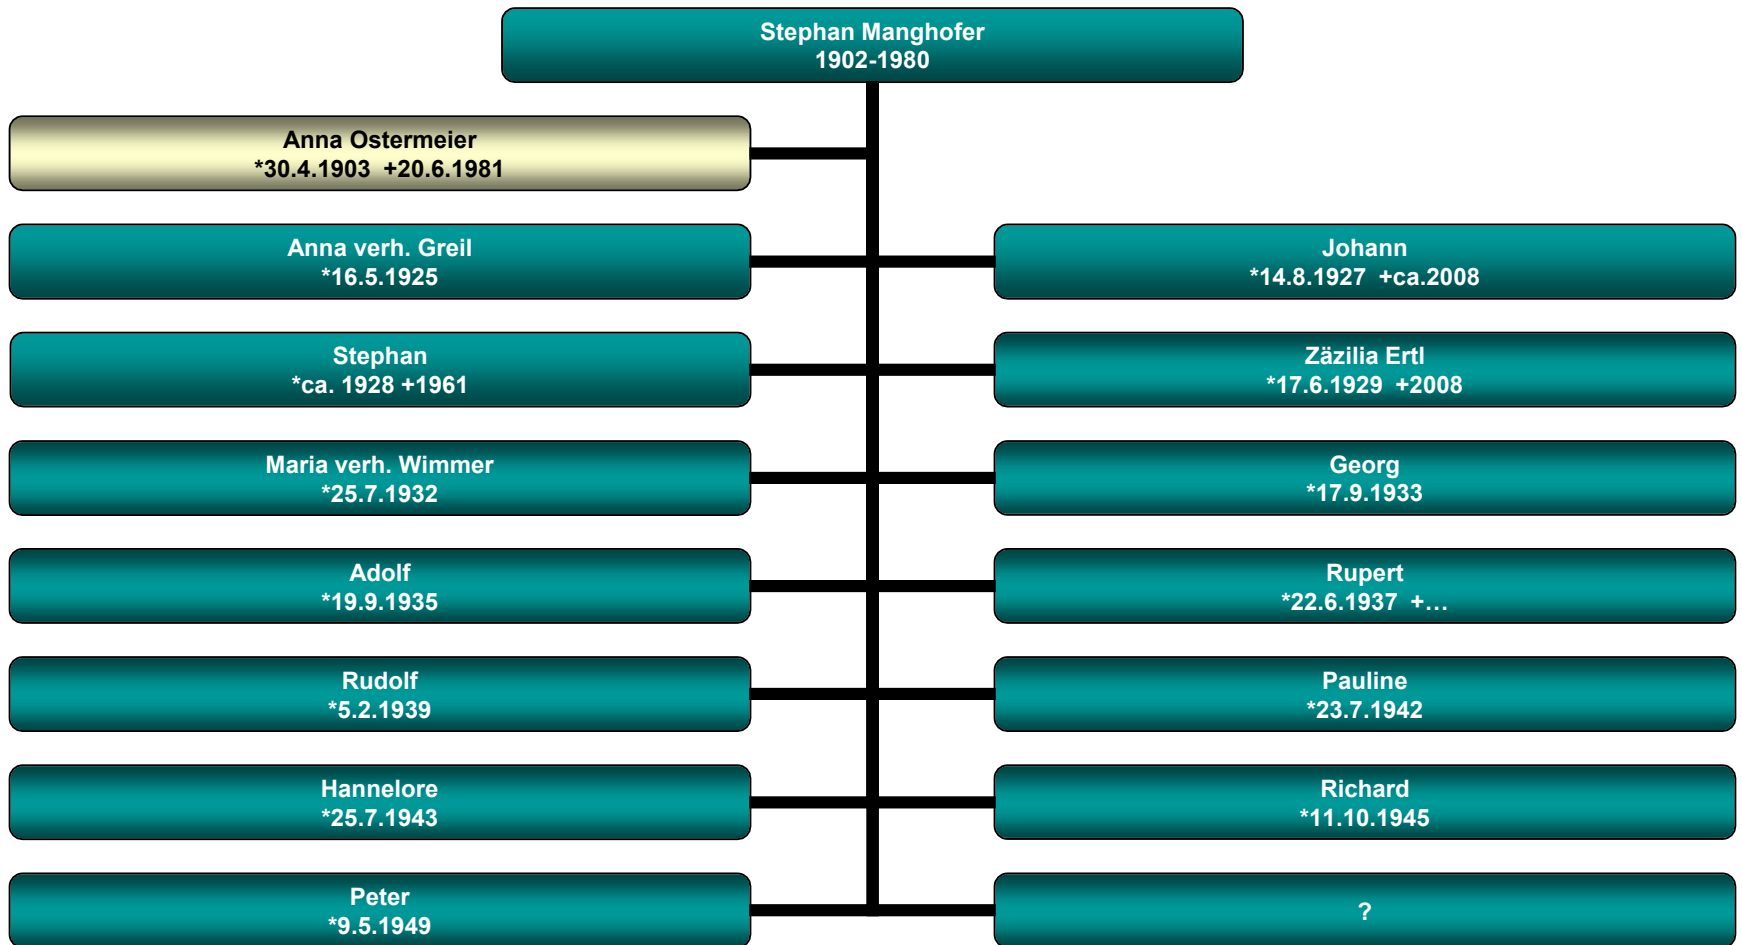 Stephan Manghofer
1902-1980
Anna Ostermeier
*30.4.1903  +20.6.1981
Anna verh. Greil
*16.5.1925
Johann
*14.8.1927  +ca.2008
Stephan
*ca. 1928 +1961
Zäzilia Ertl
*17.6.1929  +2008
Maria verh. Wimmer
*25.7.1932
Georg
*17.9.1933
Adolf
*19.9.1935
Rupert
*22.6.1937  +…
Rudolf
*5.2.1939
Pauline
*23.7.1942
Hannelore
*25.7.1943
Richard
*11.10.1945
Peter
*9.5.1949
?